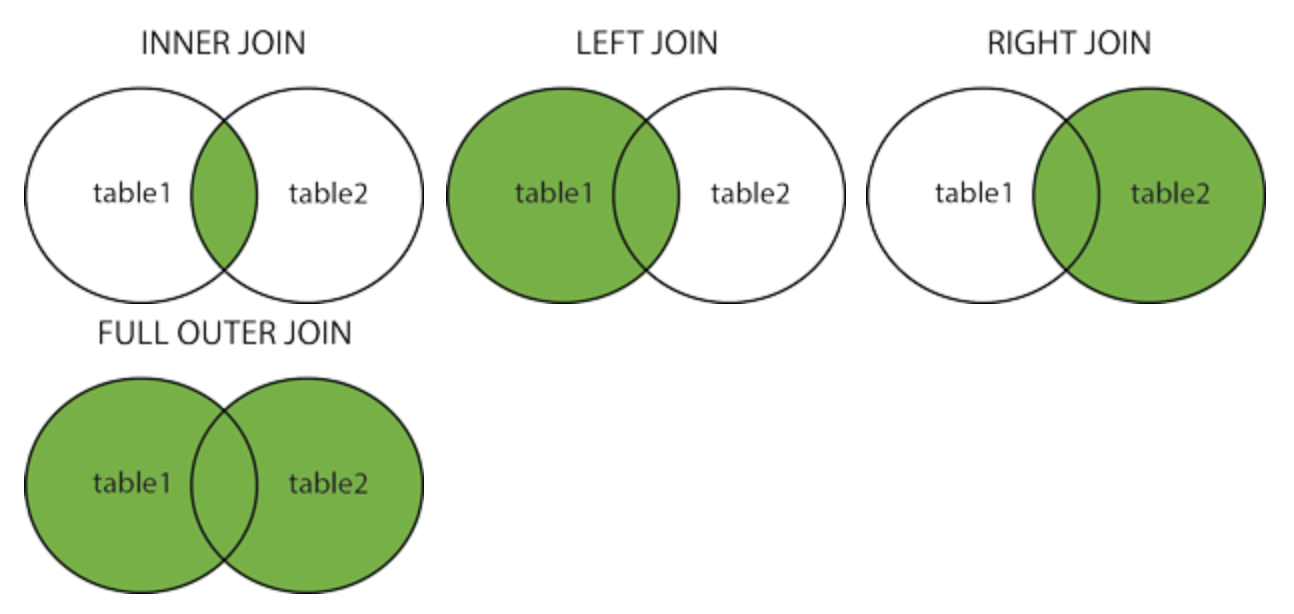 INNER JOIN
LEFT JOIN
RIGHT JOIN
table1
table2
table1
table2
table1
table2
FULL OUTER JOIN
table1
table2